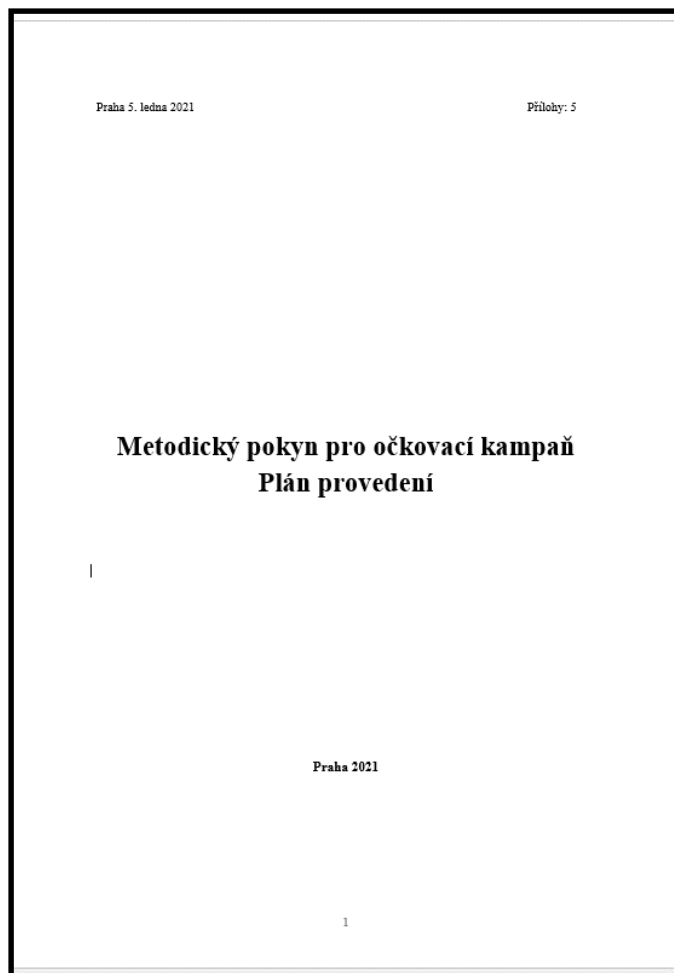 Praha 5. ledna 2021 Přílohy: 5
Metodický pokyn pro očkovací kampaň
Plán provedení
Praha 2021
1